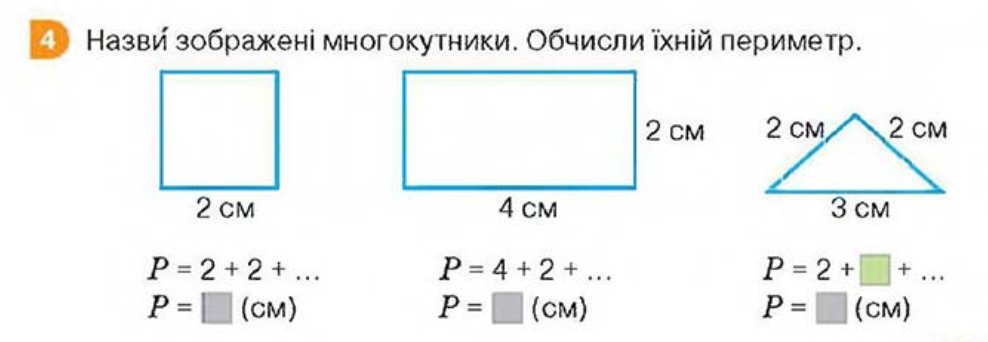 4 Назви́ зображені многокутники. Обчисли їхній периметр.
2 см
2 см
4 см
2 см
2 см
3 см
P = 2 + 2 + ...
P = (см)
P = 4 + 2 + ...
P = (см)
P = 2 + + ...
P = (см)